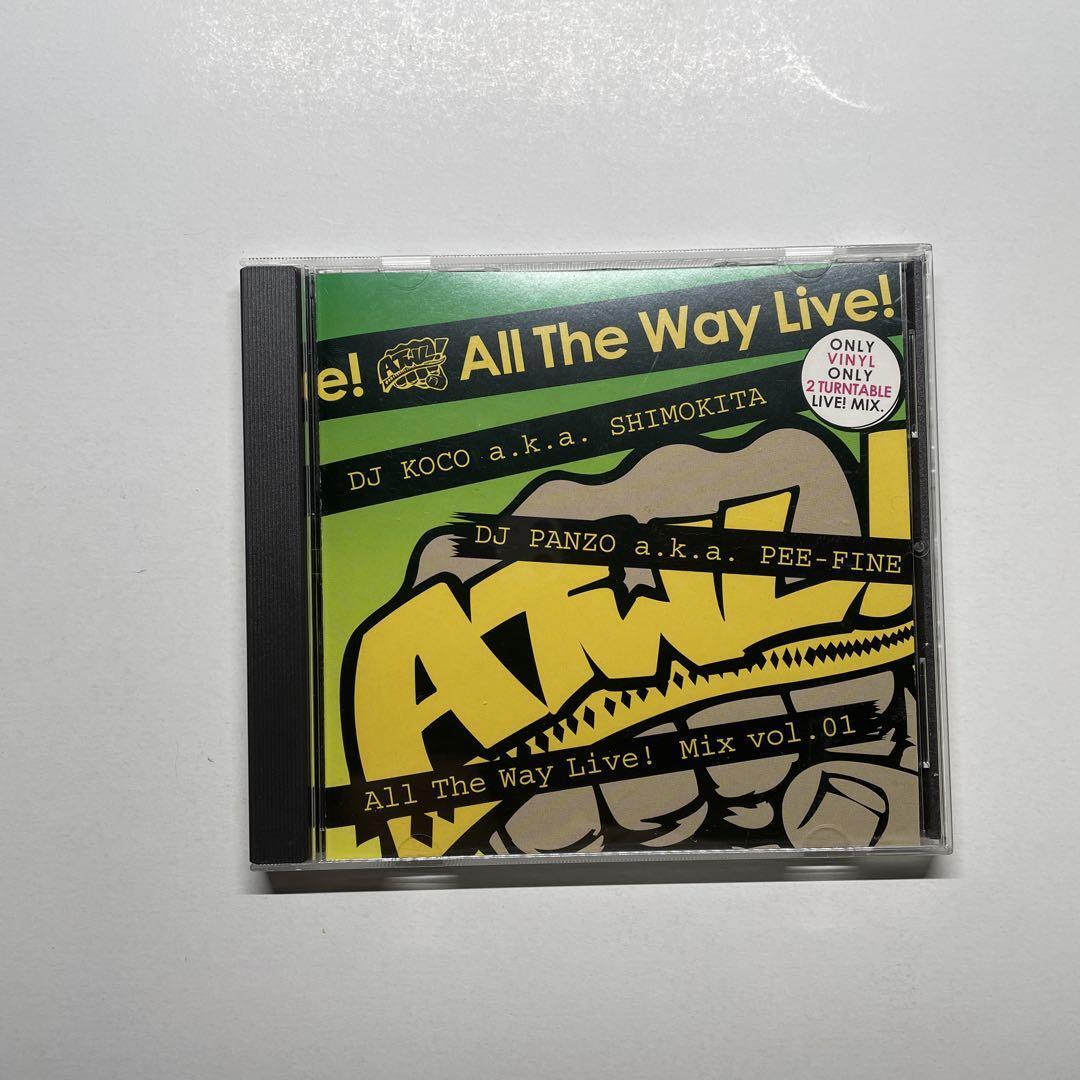 e! ATWL! All The Way Live!
ONLY
VINYL
ONLY
2 TURNTABLE
LIVE! MIX.
DJ KOCO a.k.a. SHIMOKITA
DJ PANZO a.k.a. PEE-FINE
ATWL!
All The Way Live! Mix vol.01